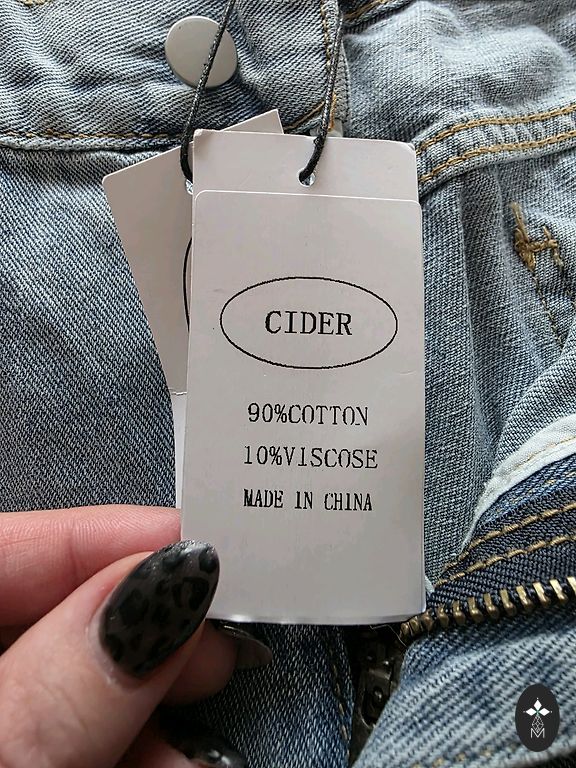 CIDER
90%COTTON
10%VISCOSE
MADE IN CHINA